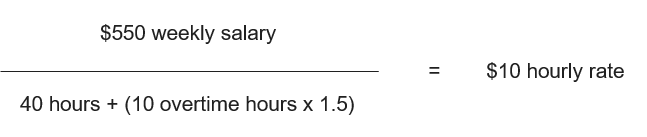 $550 weekly salary
40 hours + (10 overtime hours x 1.5)
= $10 hourly rate